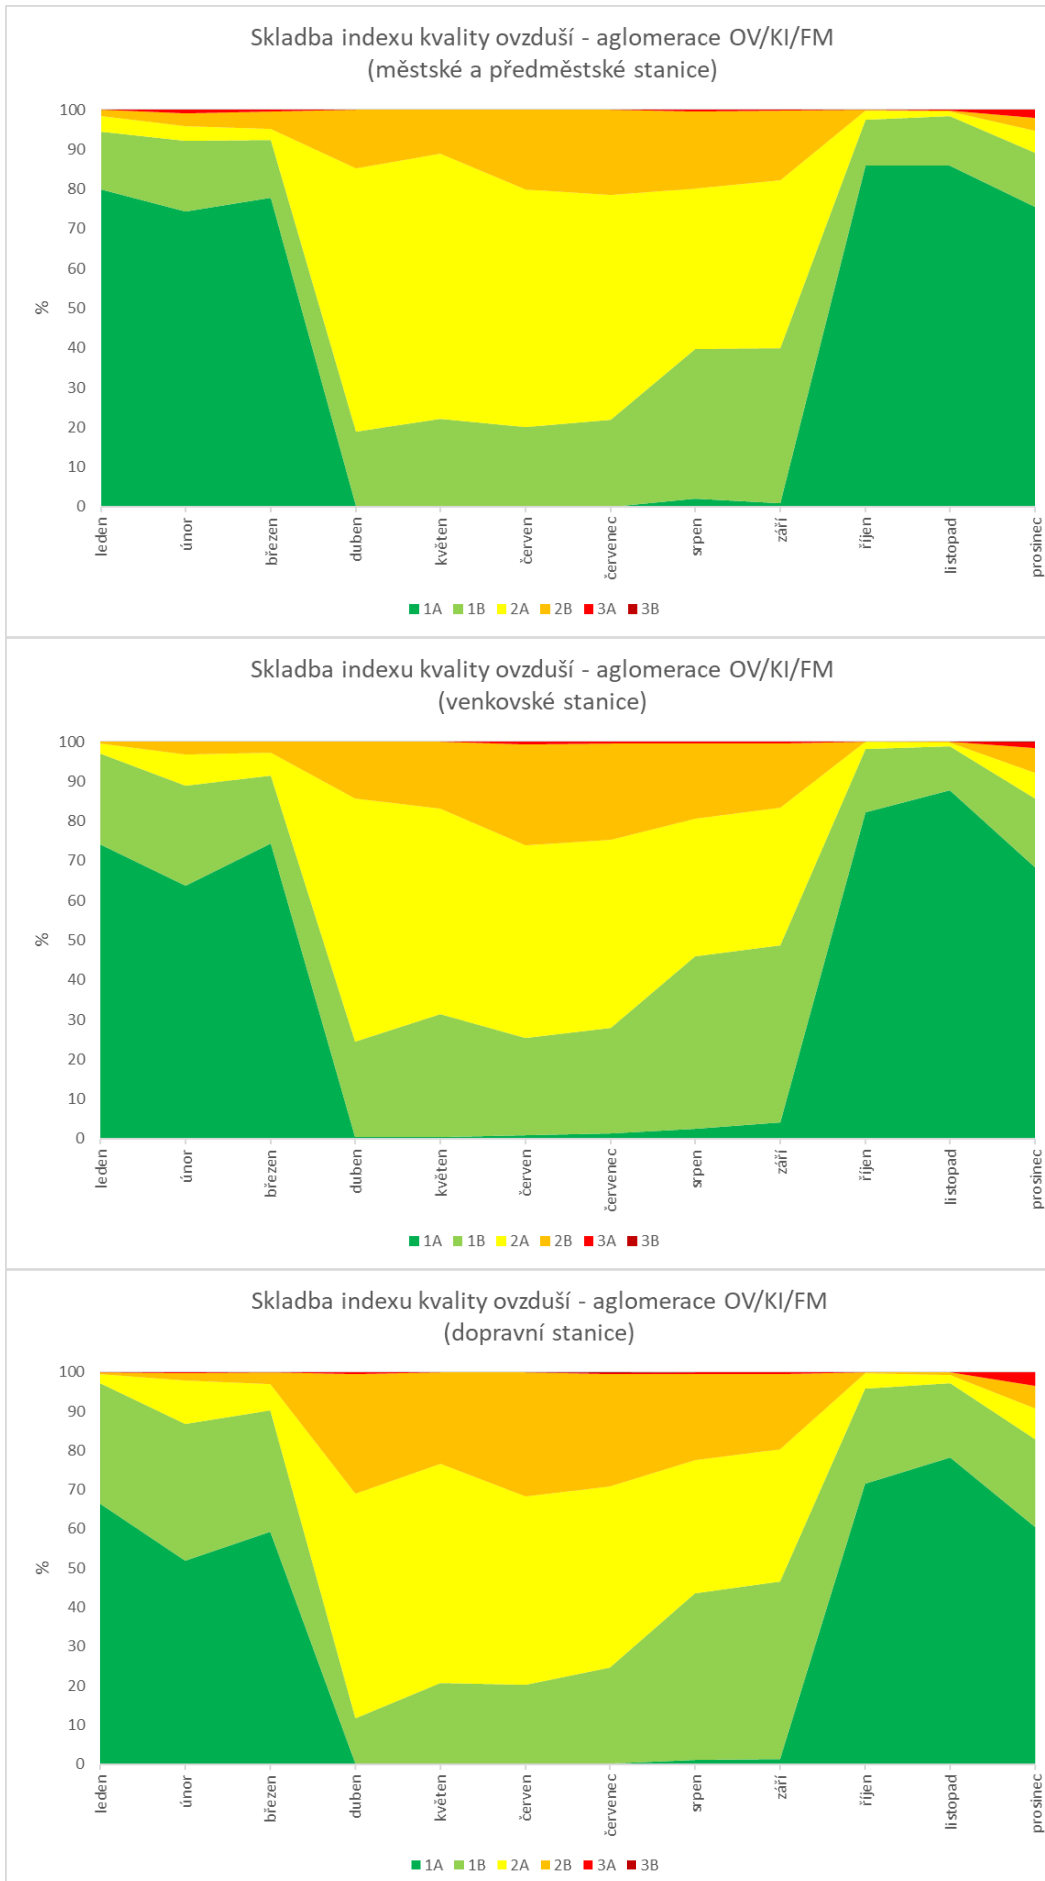 Skladba indexu kvality ovzduší - aglomerace OV/KI/FM
(městské a předměstské stanice)
100
90
80
70
60
50
40
30
20
10
0
%
leden
únor
březen
duben
květen
červen
červenec
srpen
září
říjen
listopad
prosinec
1A 1B 2A 2B 3A 3B
Skladba indexu kvality ovzduší - aglomerace OV/KI/FM
(venkovské stanice)
100
90
80
70
60
50
40
30
20
10
0
%
leden
únor
březen
duben
květen
červen
červenec
srpen
září
říjen
listopad
prosinec
1A 1B 2A 2B 3A 3B
Skladba indexu kvality ovzduší - aglomerace OV/KI/FM
(dopravní stanice)
100
90
80
70
60
50
40
30
20
10
0
%
leden
únor
březen
duben
květen
červen
červenec
srpen
září
říjen
listopad
prosinec
1A 1B 2A 2B 3A 3B